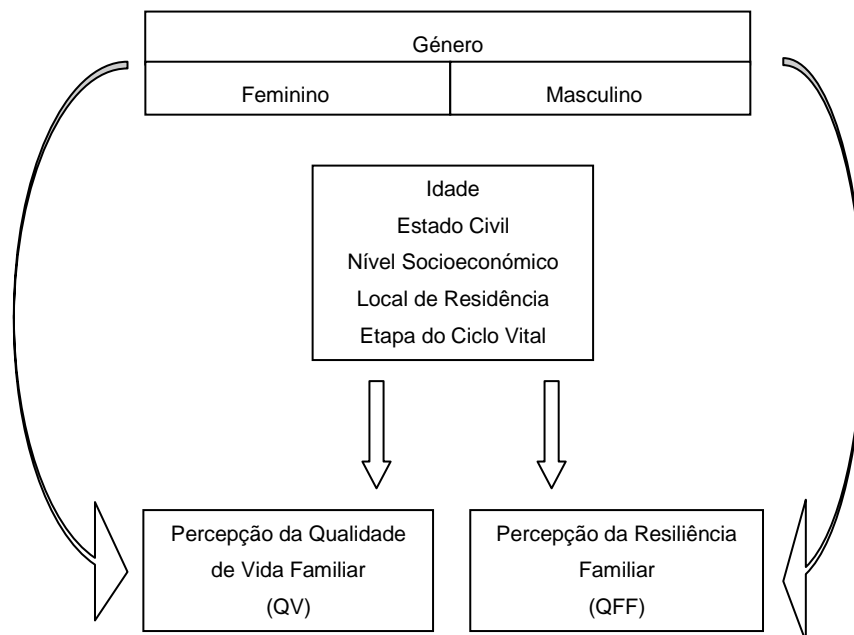 Género
Feminino
Masculino
Idade
Estado Civil
Nível Socioeconómico
Local de Residência
Etapa do Ciclo Vital
Percepção da Qualidade
de Vida Familiar
(QV)
Percepção da Resiliência
Familiar
(QFF)